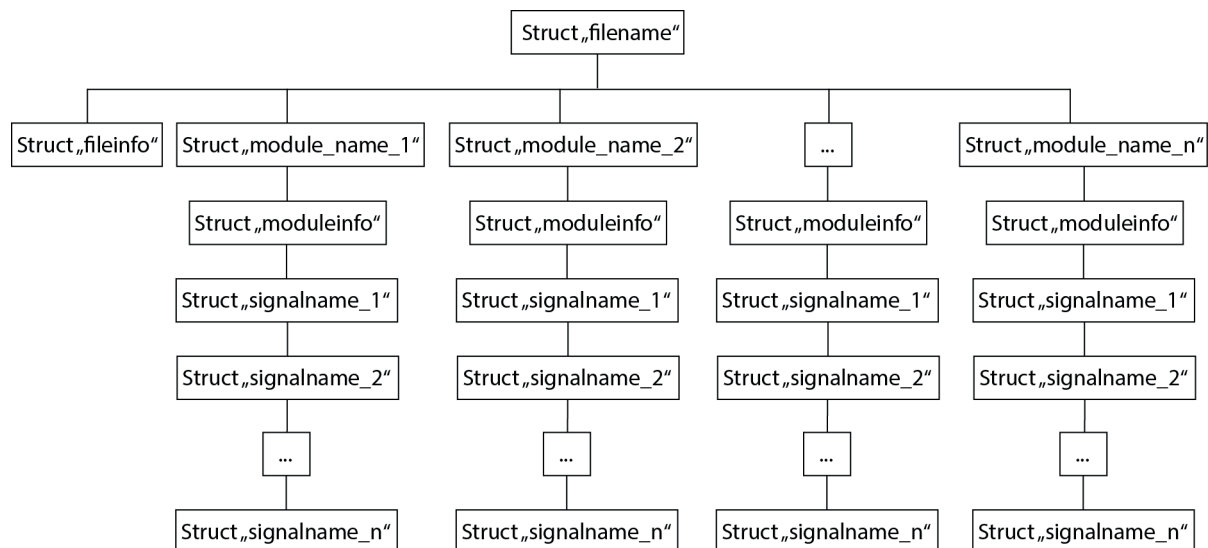 Struct „filename“
Struct „fileinfo“
Struct „module_name_1“
Struct „module_name_2“
...
Struct „module_name_n“
Struct „moduleinfo“
Struct „moduleinfo“
Struct „moduleinfo“
Struct „moduleinfo“
Struct „signalname_1“
Struct „signalname_1“
Struct „signalname_1“
Struct „signalname_1“
Struct „signalname_2“
Struct „signalname_2“
Struct „signalname_2“
Struct „signalname_2“
...
...
...
...
Struct „signalname_n“
Struct „signalname_n“
Struct „signalname_n“
Struct „signalname_n“